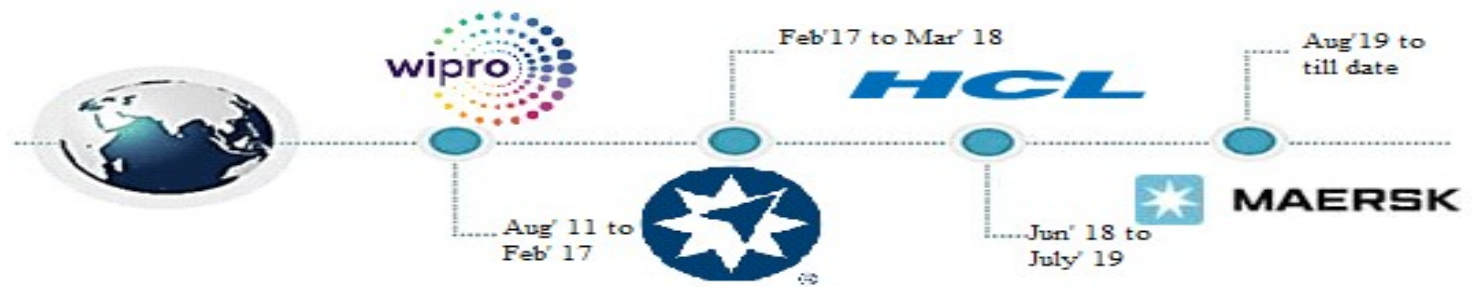 wipro
Aug' 11 to
Feb' 17
Feb'17 to Mar' 18
®
HCL
Jun' 18 to
July' 19
Aug'19 to
till date
MAERSK